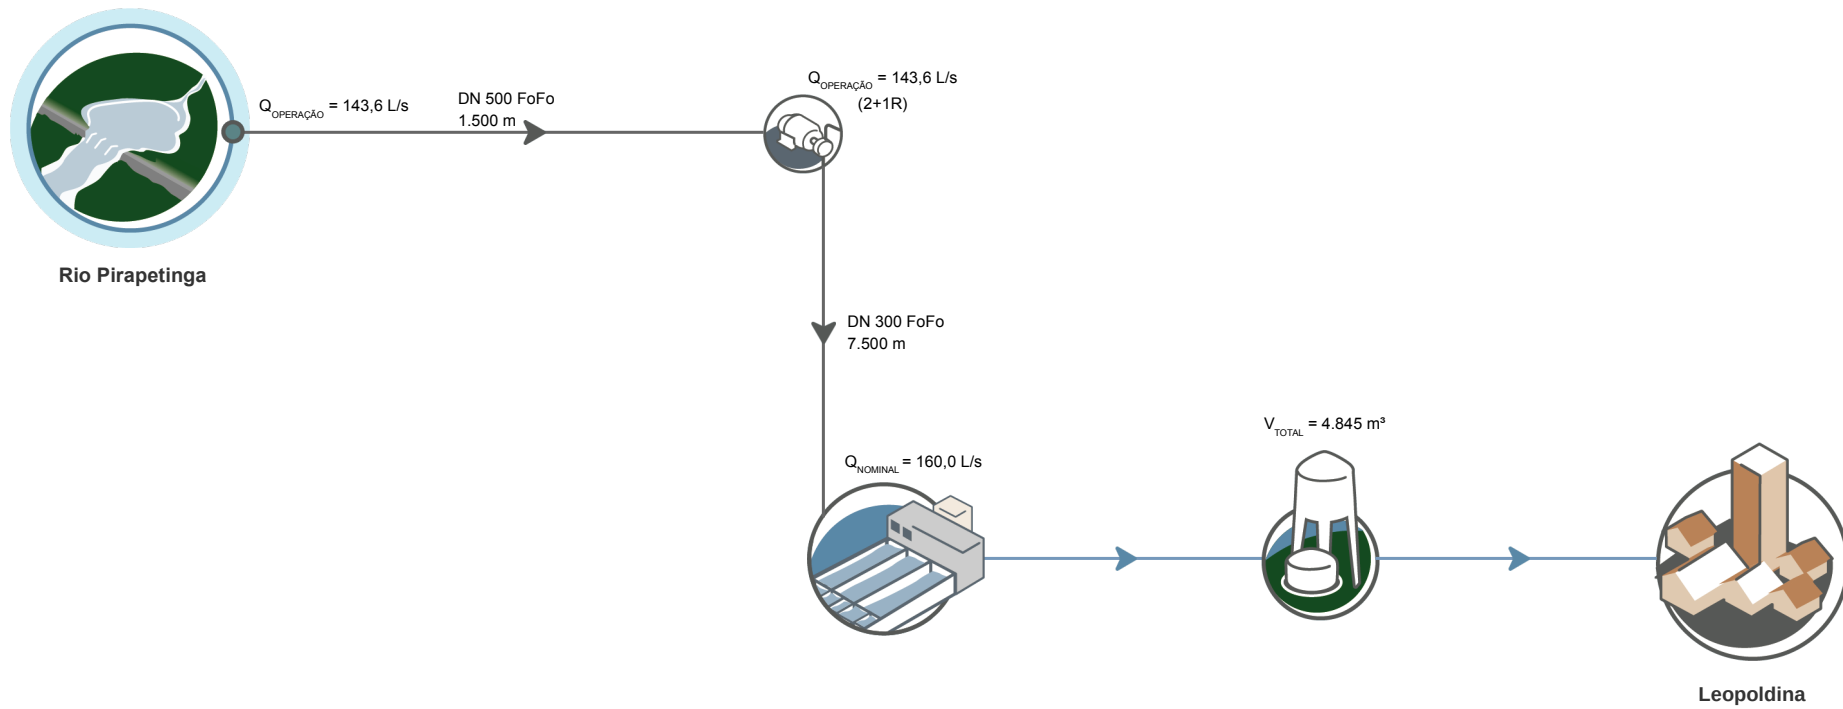 Q OPERAÇÃO = 143,6 L/s
DN 500 FoFo
1.500 m
Q OPERAÇÃO = 143,6 L/s
(2+1R)
Rio Pirapetinga
DN 300 FoFo
7.500 m
Q NOMINAL = 160,0 L/s
V TOTAL = 4.845 m³
Leopoldina